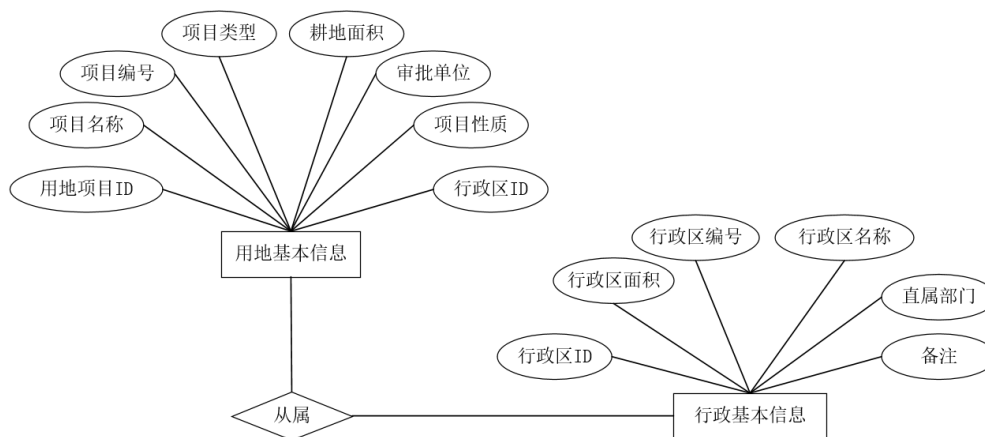 项目类型
耕地面积
项目编号
审批单位
项目名称
项目性质
用地项目ID
行政区ID
用地基本信息
行政区编号
行政区名称
行政区面积
直属部门
行政区ID
备注
从属
行政基本信息